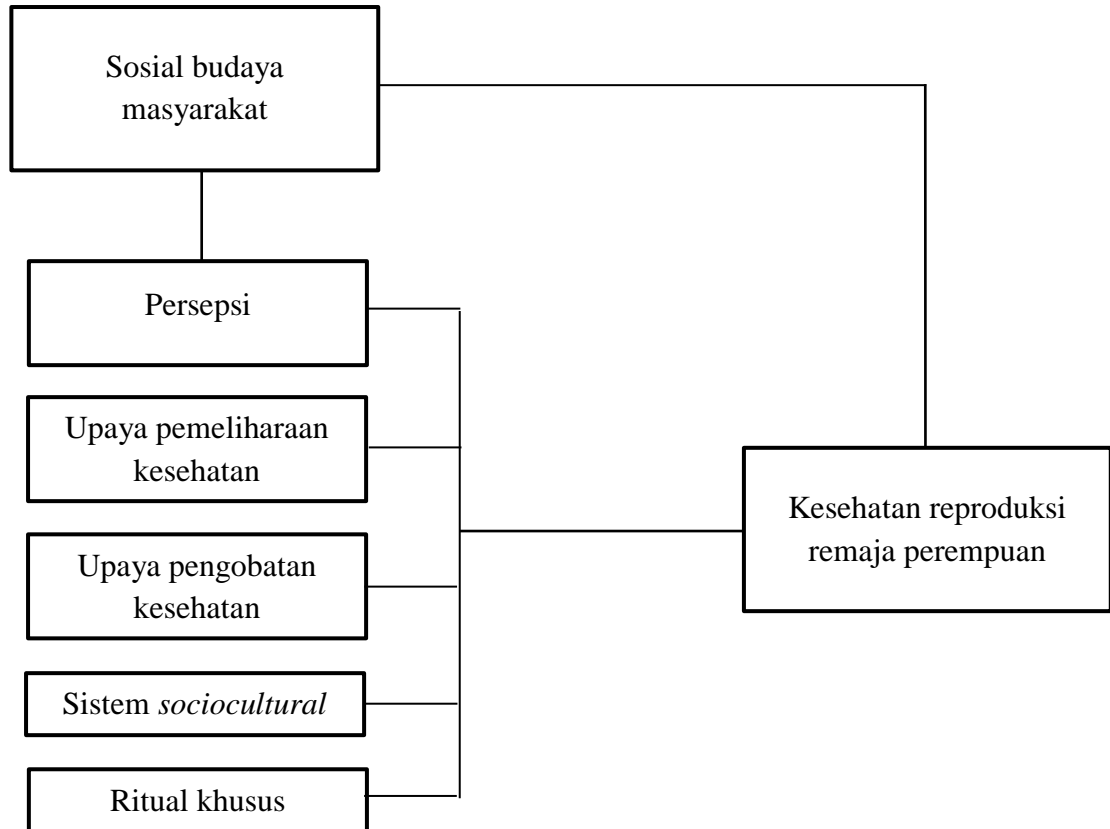 Sosial budaya
masyarakat
Persepsi
Upaya pemeliharaan
kesehatan
Upaya pengobatan
kesehatan
Sistem sociocultural
Ritual khusus
Kesehatan reproduksi
remaja perempuan